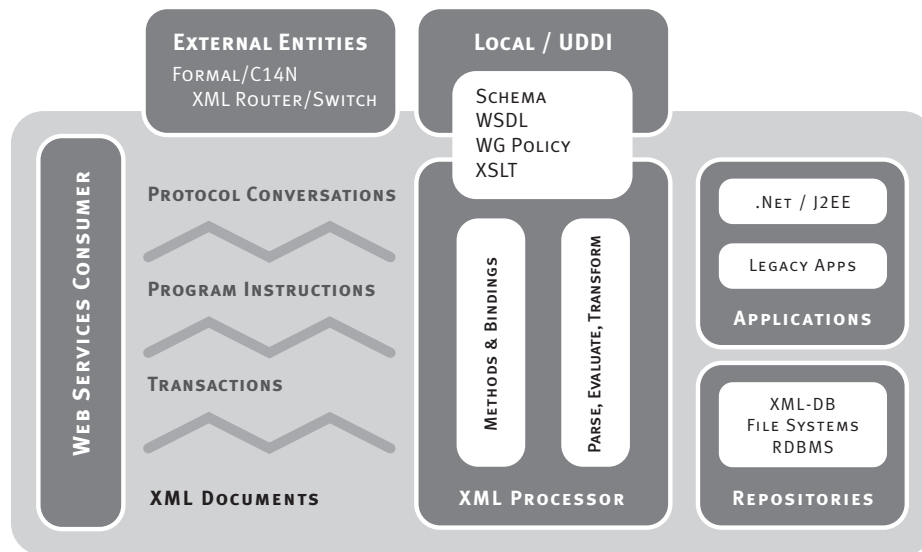 External Entities
Formal/C14N
XML Router/Switch
Local / UDDI
Schema
WSDL
WG Policy
XSLT
Web Services Consumer
Protocol Conversations
Program Instructions
Transactions
XML Documents
Methods & Bindings
Parse, Evaluate, Transform
XML Processor
.Net / J2EE
Legacy Apps
Applications
XML-DB
File Systems
RDBMS
Repositories